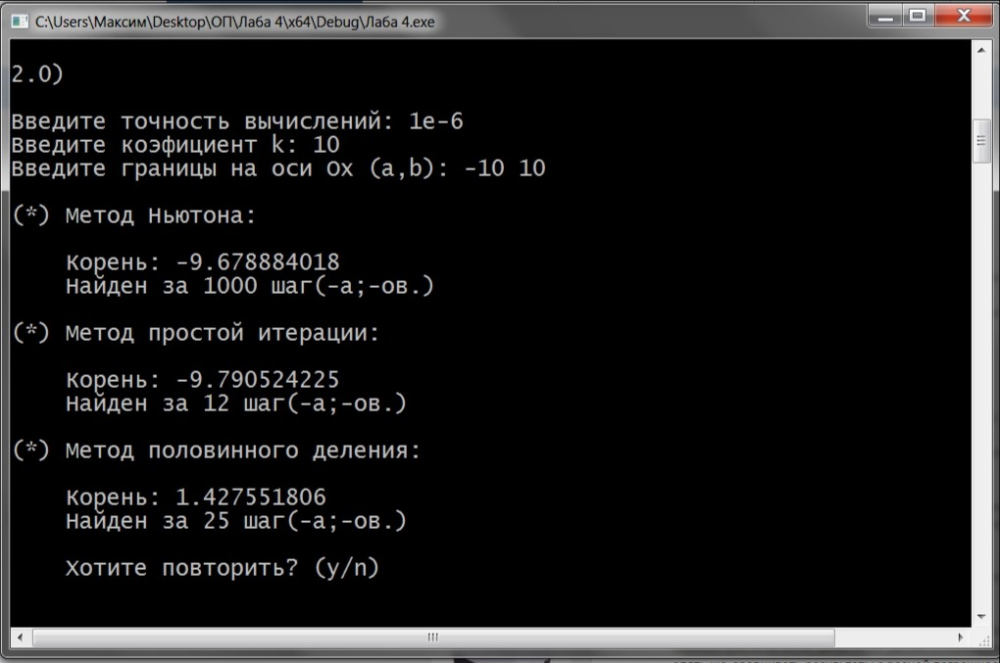 C:\Users\Максим\Desktop\ОП\Лаба 4\x64\Debug\Лаба 4.exe
2.0)
Введите точность вычислений: 1e-6
Введите коэфициент k: 10
Введите границы на оси Ox (a,b): -10 10
(*) Метод Ньютона:
Корень: -9.678884018
Найден за 1000 шаг(-а;-ов.)
(*) Метод простой итерации:
Корень: -9.790524225
Найден за 12 шаг(-а;-ов.)
(*) Метод половинного деления:
Корень: 1.427551806
Найден за 25 шаг(-а;-ов.)
Хотите повторить? (y/n)